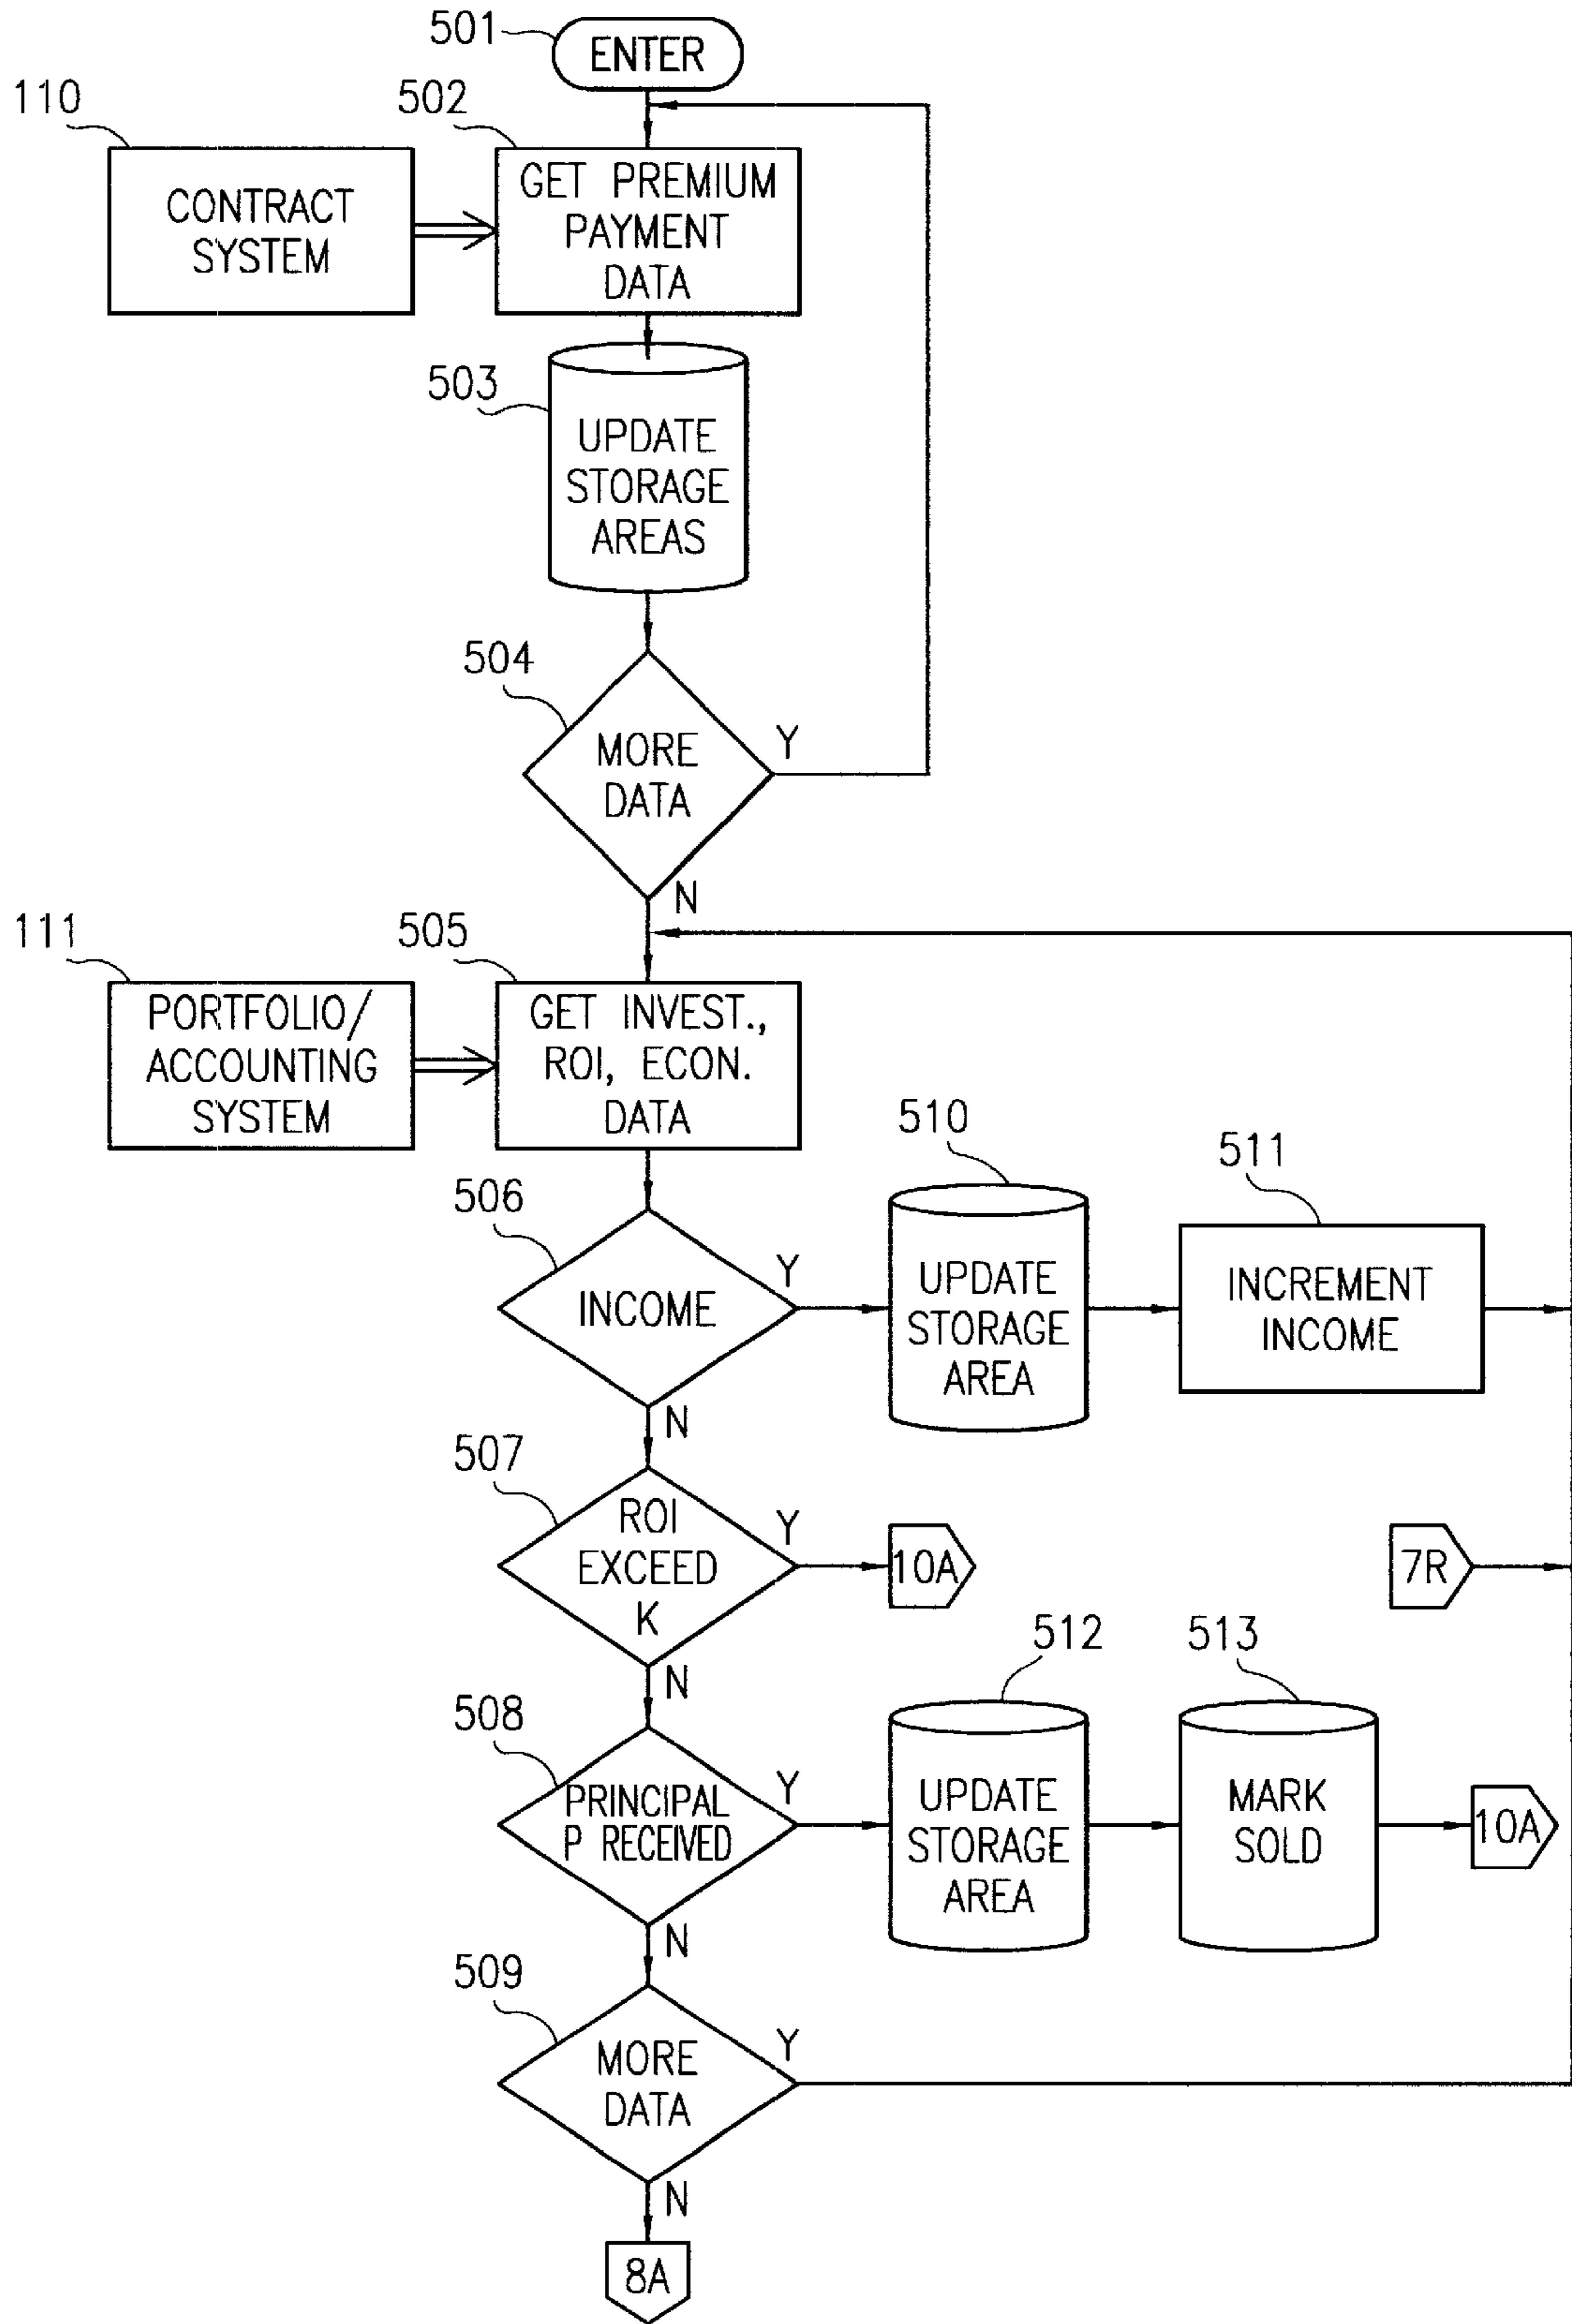 501
ENTER
110
502
CONTRACT
SYSTEM
GET PREMIUM
PAYMENT
DATA
503
UPDATE
STORAGE
AREAS
504
MORE
DATA
Y
N
111
505
PORTFOLIO/
ACCOUNTING
SYSTEM
GET INVEST.,
ROI, ECON.
DATA
506
INCOME
Y
N
510
UPDATE
STORAGE
AREA
511
INCREMENT
INCOME
507
ROI
EXCEED
K
Y
N
10A
7R
508
PRINCIPAL
P RECEIVED
Y
N
512
UPDATE
STORAGE
AREA
513
MARK
SOLD
10A
509
MORE
DATA
Y
N
8A